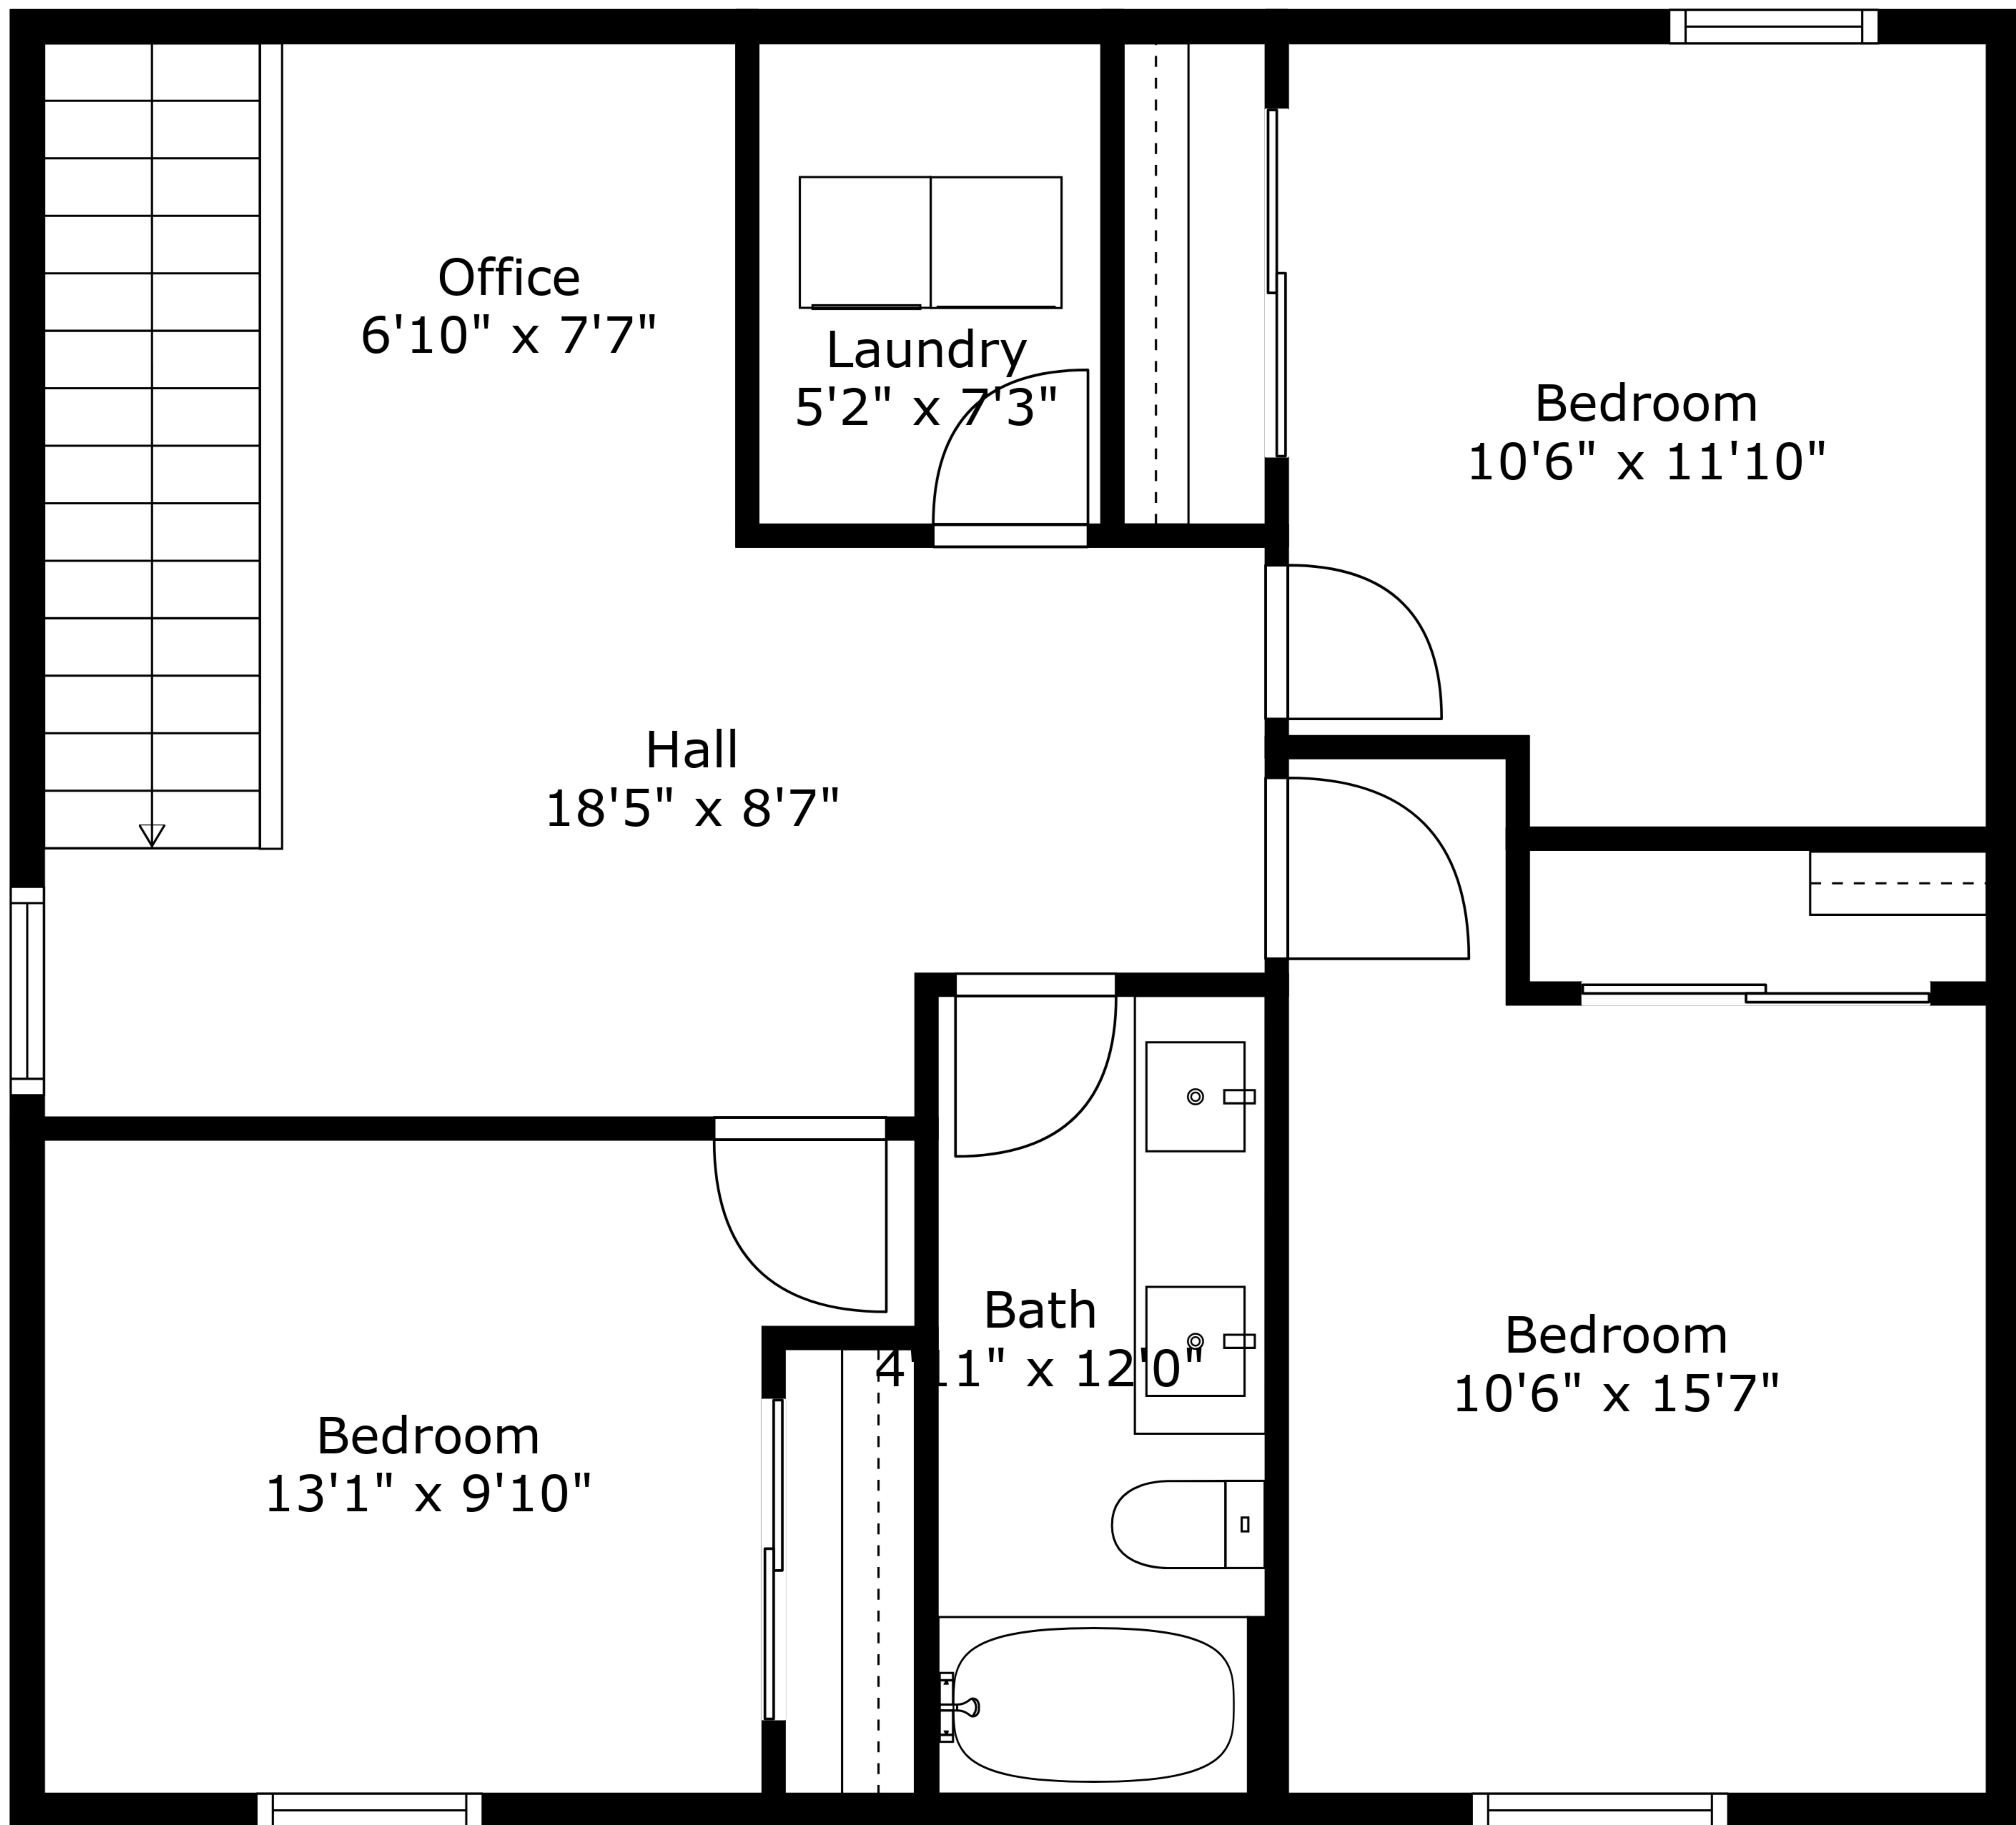 Office
6'10" x 7'7"
Laundry
5'2" x 7'3"
Bedroom
10'6" x 11'10"
Hall
18'5" x 8'7"
Bath
4'11" x 12'0"
Bedroom
10'6" x 15'7"
Bedroom
13'1" x 9'10"